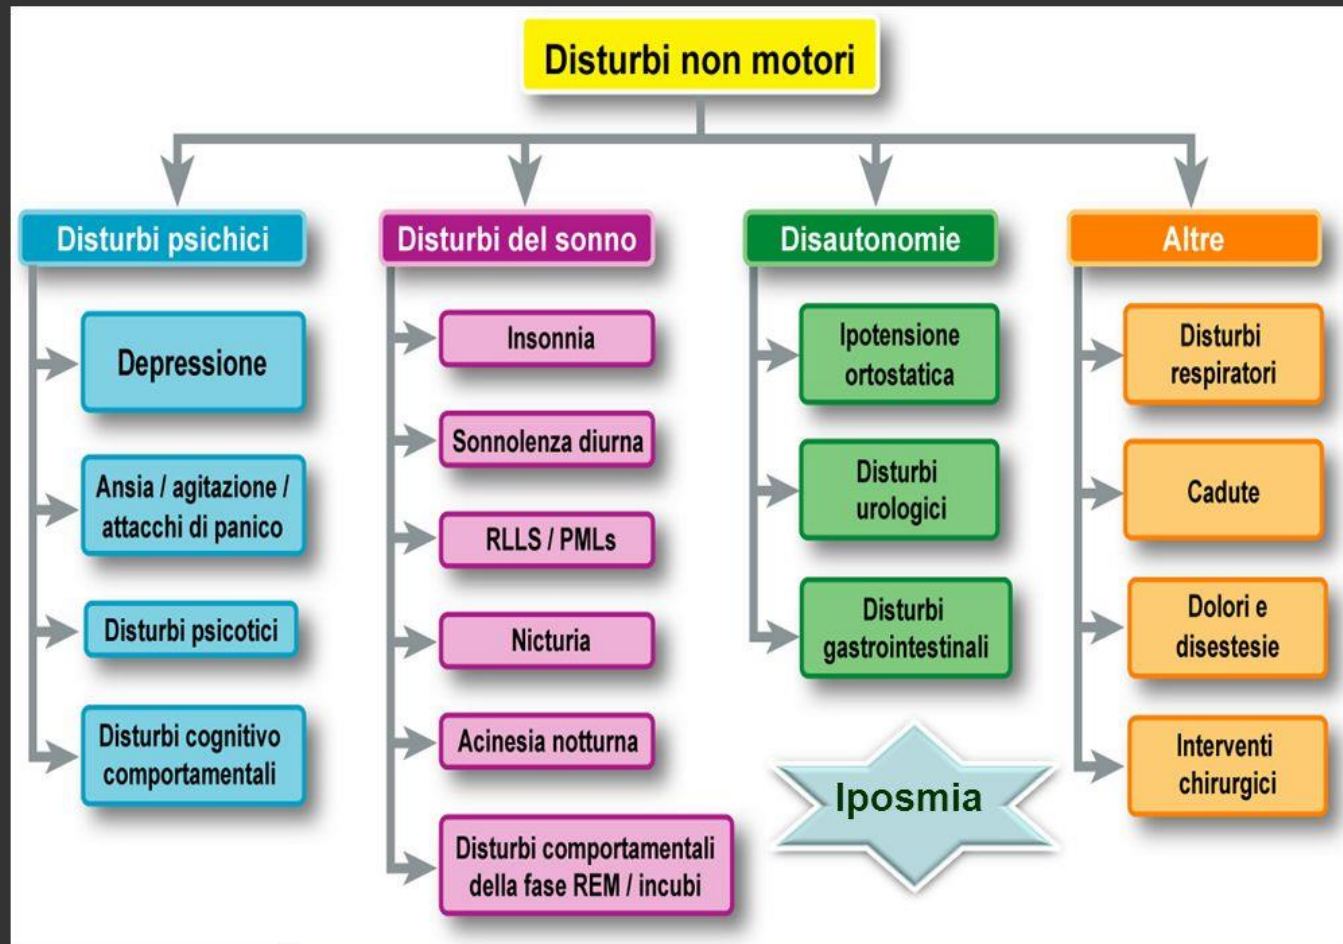 Disturbi non motori
Disturbi psichici
Depressione
Ansia / agitazione /
attacchi di panico
Disturbi psicotici
Disturbi cognitivo
comportamentali
Disturbi del sonno
Insonnia
Sonnolenza diurna
RLLS / PMLs
Nicturia
Acinesia notturna
Disturbi comportamentali
della fase REM / incubi
Disautonomie
Ipotensione
ortostatica
Disturbi
urologici
Disturbi
gastrointestinali
Iposmia
Altre
Disturbi
respiratori
Cadute
Dolori e
disestesie
Interventi
chirurgici